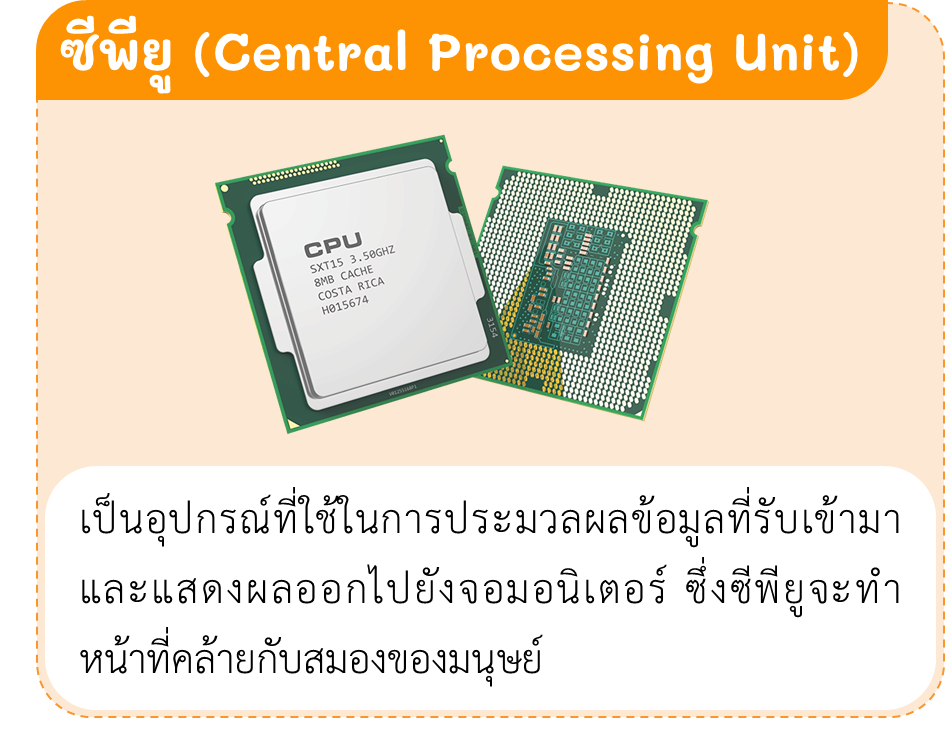 ซีพียู (Central Processing Unit)
CPU
SXT15 3.50GHZ
8MB CACHE
COSTA RICA
H015674
3154
เป็นอุปกรณ์ที่ใช้ในการประมวลผลข้อมูลที่รับเข้ามา
และแสดงผลออกไปยังจอมอนิเตอร์ ซึ่งซีพียูจะทำ
หน้าที่คล้ายกับสมองของมนุษย์